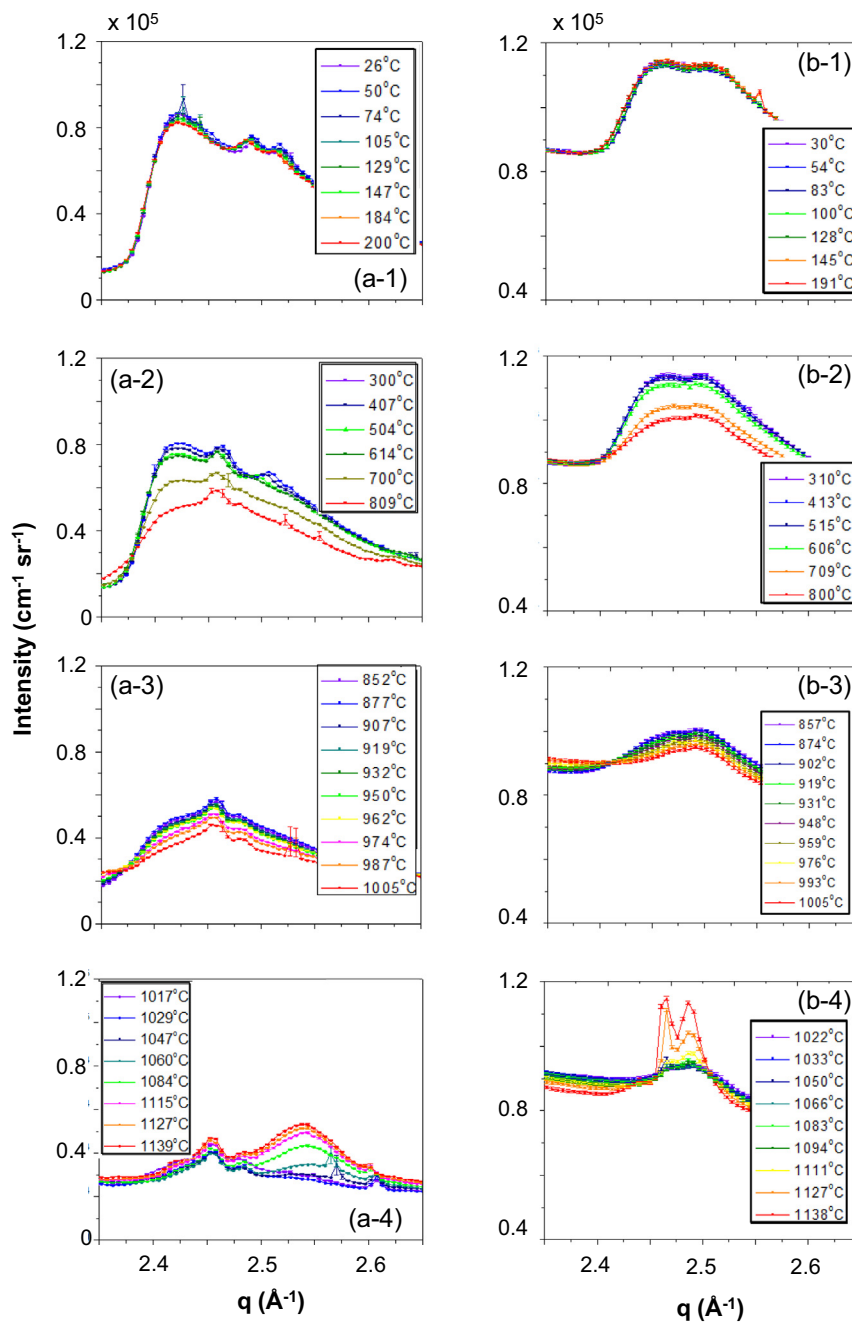 x 10⁵
1.2
0.8
0.4
0
26°C
50°C
74°C
105°C
129°C
147°C
184°C
200°C
(a-1)
x 10⁵
1.2
0.8
0.4
(b-1)
30°C
54°C
83°C
100°C
128°C
145°C
191°C
1.2
0.8
0.4
0
(a-2)
300°C
407°C
504°C
614°C
700°C
809°C
1.2
0.8
0.4
(b-2)
310°C
413°C
515°C
606°C
709°C
800°C
Intensity (cm⁻¹ sr⁻¹)
1.2
0.8
0.4
0
(a-3)
852°C
877°C
907°C
919°C
932°C
950°C
962°C
974°C
987°C
1005°C
1.2
0.8
0.4
(b-3)
857°C
874°C
902°C
919°C
931°C
948°C
959°C
976°C
993°C
1005°C
1.2
0.8
0.4
0
1017°C
1029°C
1047°C
1060°C
1084°C
1115°C
1127°C
1139°C
(a-4)
2.4
2.5
2.6
q (Å⁻¹)
1.2
0.8
0.4
(b-4)
1022°C
1033°C
1050°C
1066°C
1083°C
1094°C
1111°C
1127°C
1138°C
2.4
2.5
2.6
q (Å⁻¹)